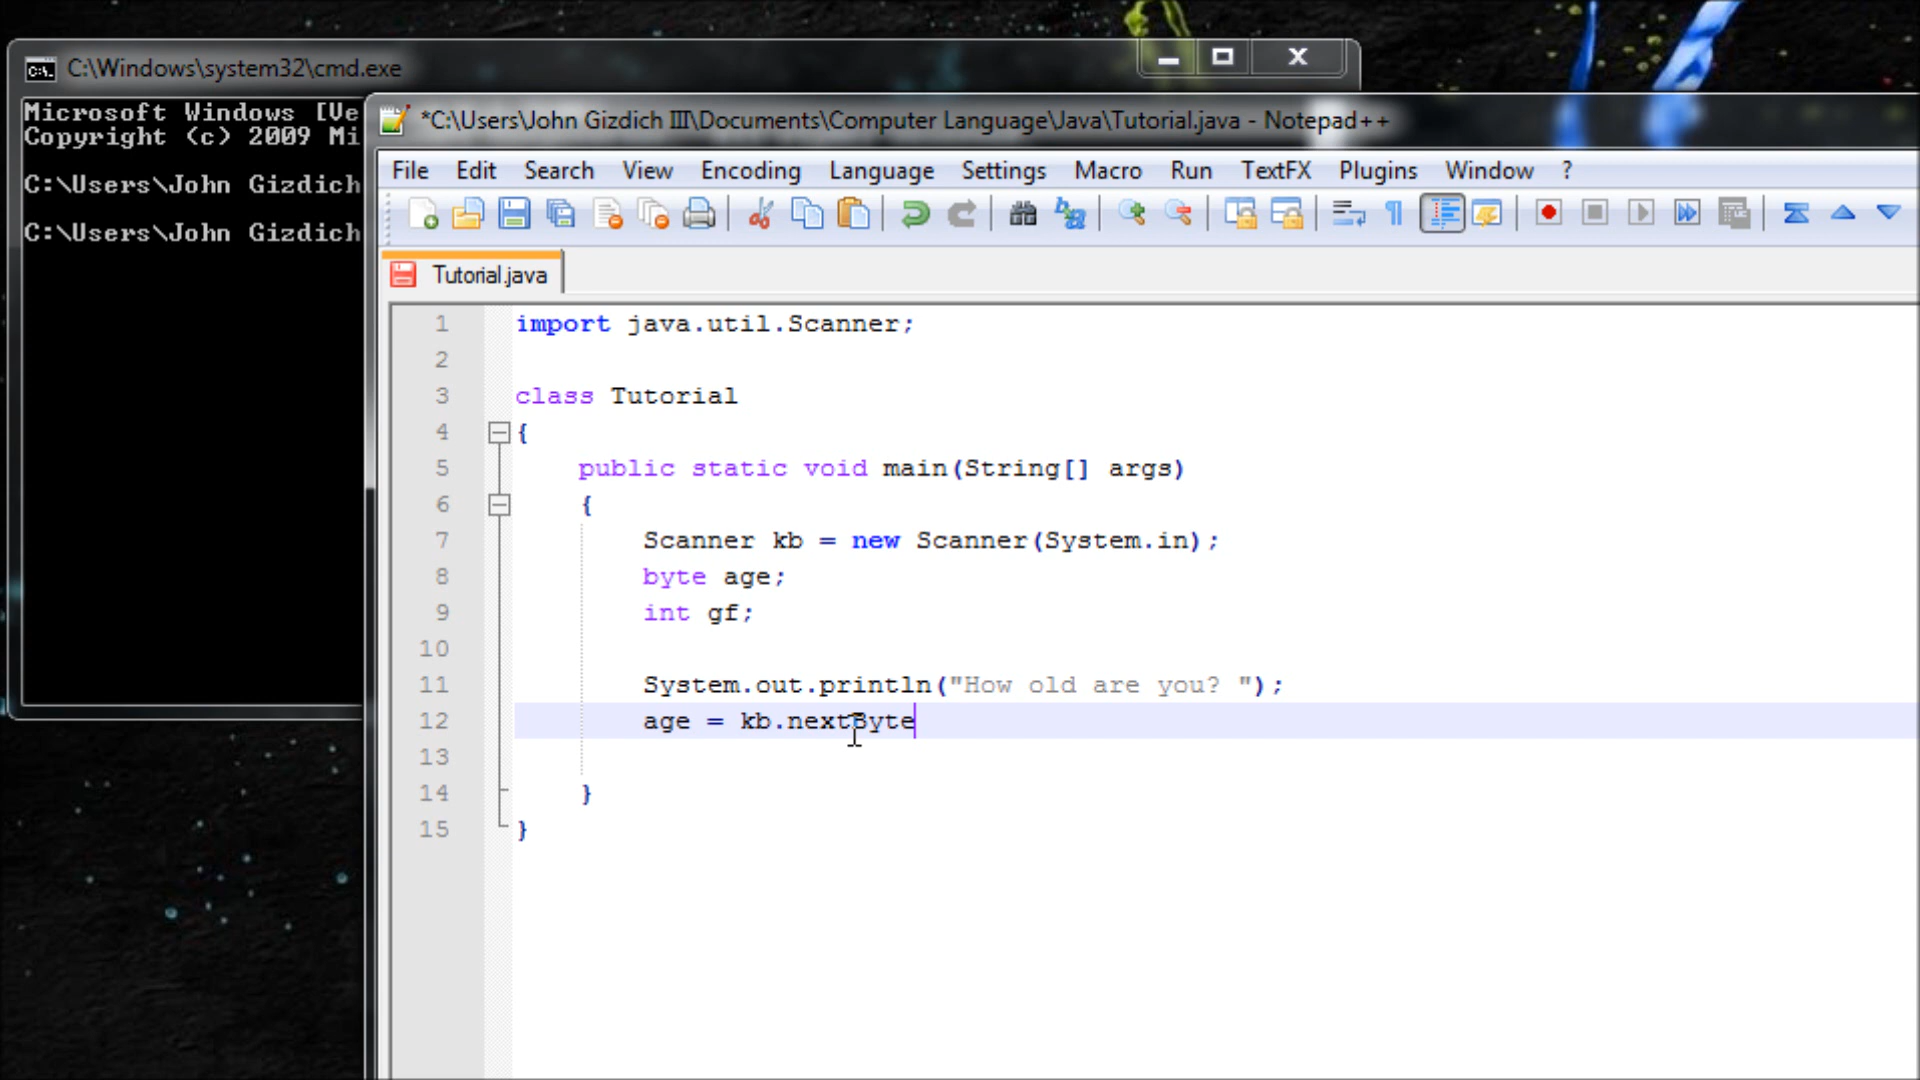 C:\Windows\system32\cmd.exe
Microsoft Windows [Ve
Copyright (c) 2009 Mi
C:\Users\John Gizdich
C:\Users\John Gizdich
*C:\Users\John Gizdich III\Documents\Computer Language\Java\Tutorial.java - Notepad++
File Edit Search View Encoding Language Settings Macro Run TextFX Plugins Window ?
Tutorial.java
1 import java.util.Scanner;
2
3 class Tutorial
4 {
5 public static void main(String[] args)
6 {
7 Scanner kb = new Scanner(System.in);
8 byte age;
9 int gf;
10
11 System.out.println("How old are you? ");
12 age = kb.nextByte
13
14 }
15 }